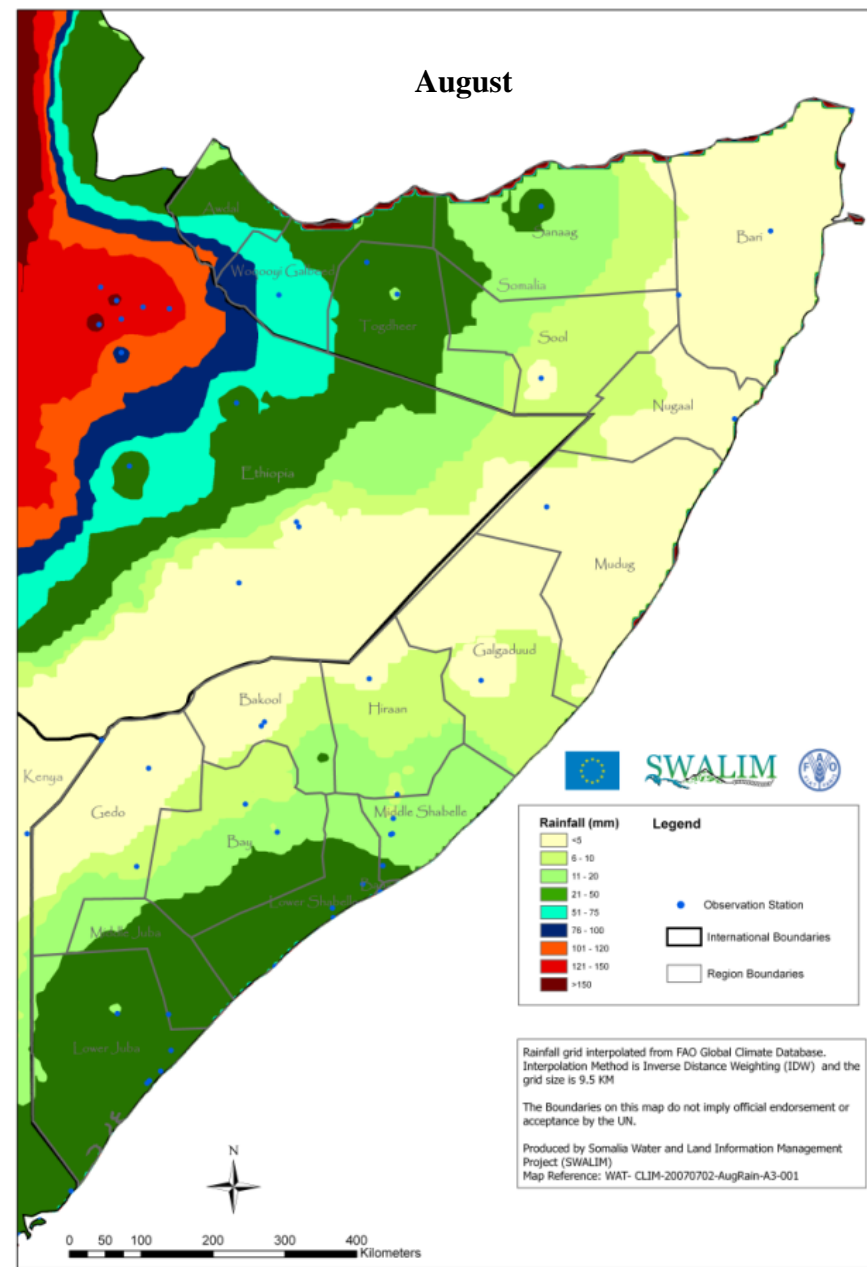 August
Awdal
Woqooyi Galbeed
Sanaag
Bari
Somalia
Togdheer
Sool
Nugaal
Ethiopia
Mudug
Galgaduud
Bakool
Hiraan
Kenya
Gedo
Middle Shabelle
Bay
Lower Shabelle
Middle Juba
Lower Juba
SWALIM
FAO
FIAT PANIS
Rainfall (mm)
Legend
<5
6 - 10
11 - 20
21 - 50
51 - 75
76 - 100
101 - 120
121 - 150
>150
Observation Station
International Boundaries
Region Boundaries
Rainfall grid interpolated from FAO Global Climate Database.
Interpolation Method is Inverse Distance Weighting (IDW) and the
grid size is 9.5 KM
The Boundaries on this map do not imply official endorsement or
acceptance by the UN.
Produced by Somalia Water and Land Information Management
Project (SWALIM)
Map Reference: WAT- CLIM-20070702-AugRain-A3-001
N
0 50 100 200 300 400
Kilometers